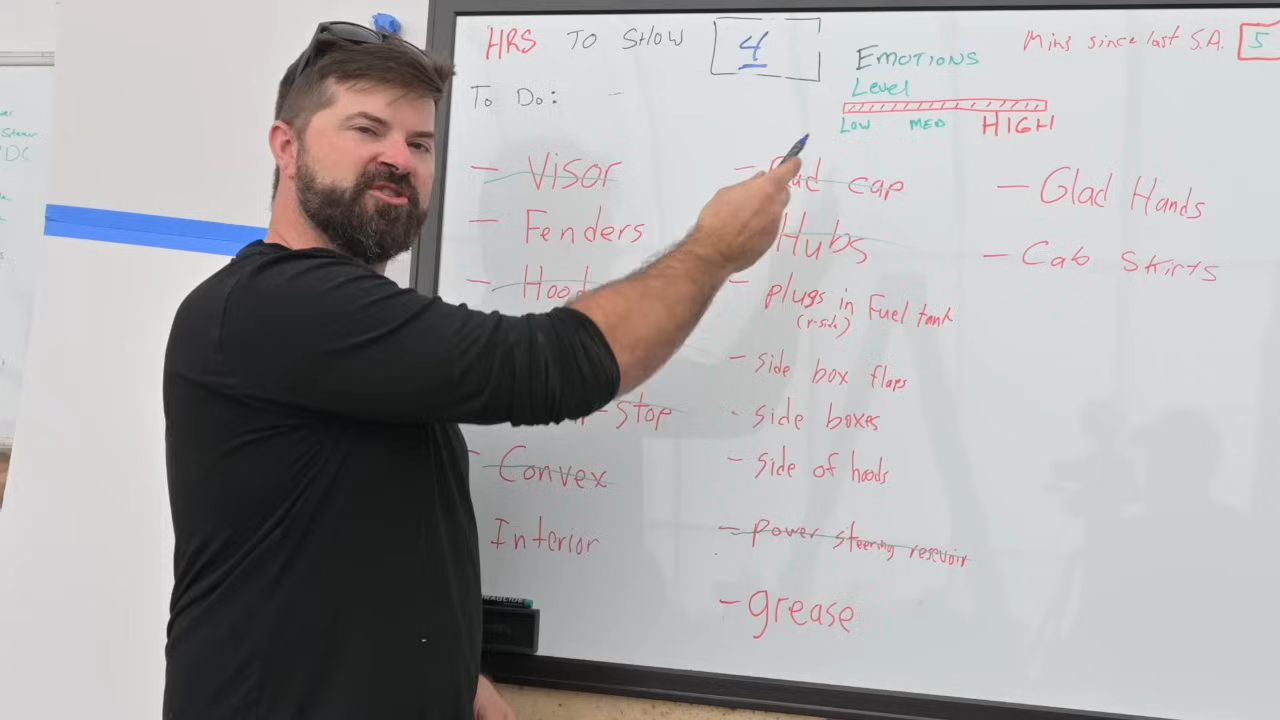 HRS TO SHOW 4
Mins since last S.A. 5
EMOTIONS
Level
LOW MED HIGH
To Do:
- Visor
- Fenders
- Hood
- Stop
- Convex
Interior
- cap
Hubs
- plugs in Fuel tank
(r-side)
- side box flaps
- side boxes
- side of hoods
- power steering resevoir
- grease
- Glad Hands
- Cab Skirts